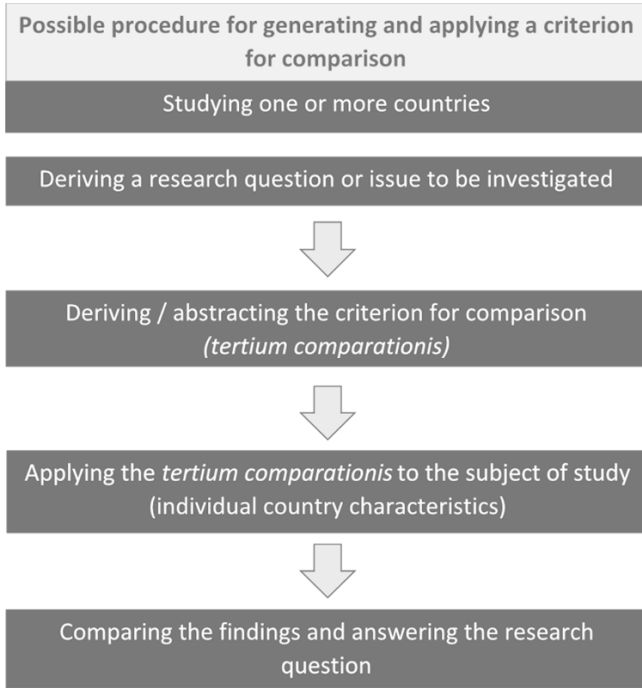 Possible procedure for generating and applying a criterion
for comparison
Studying one or more countries
Deriving a research question or issue to be investigated
Deriving / abstracting the criterion for comparison
(tertium comparationis)
Applying the tertium comparationis to the subject of study
(individual country characteristics)
Comparing the findings and answering the research
question